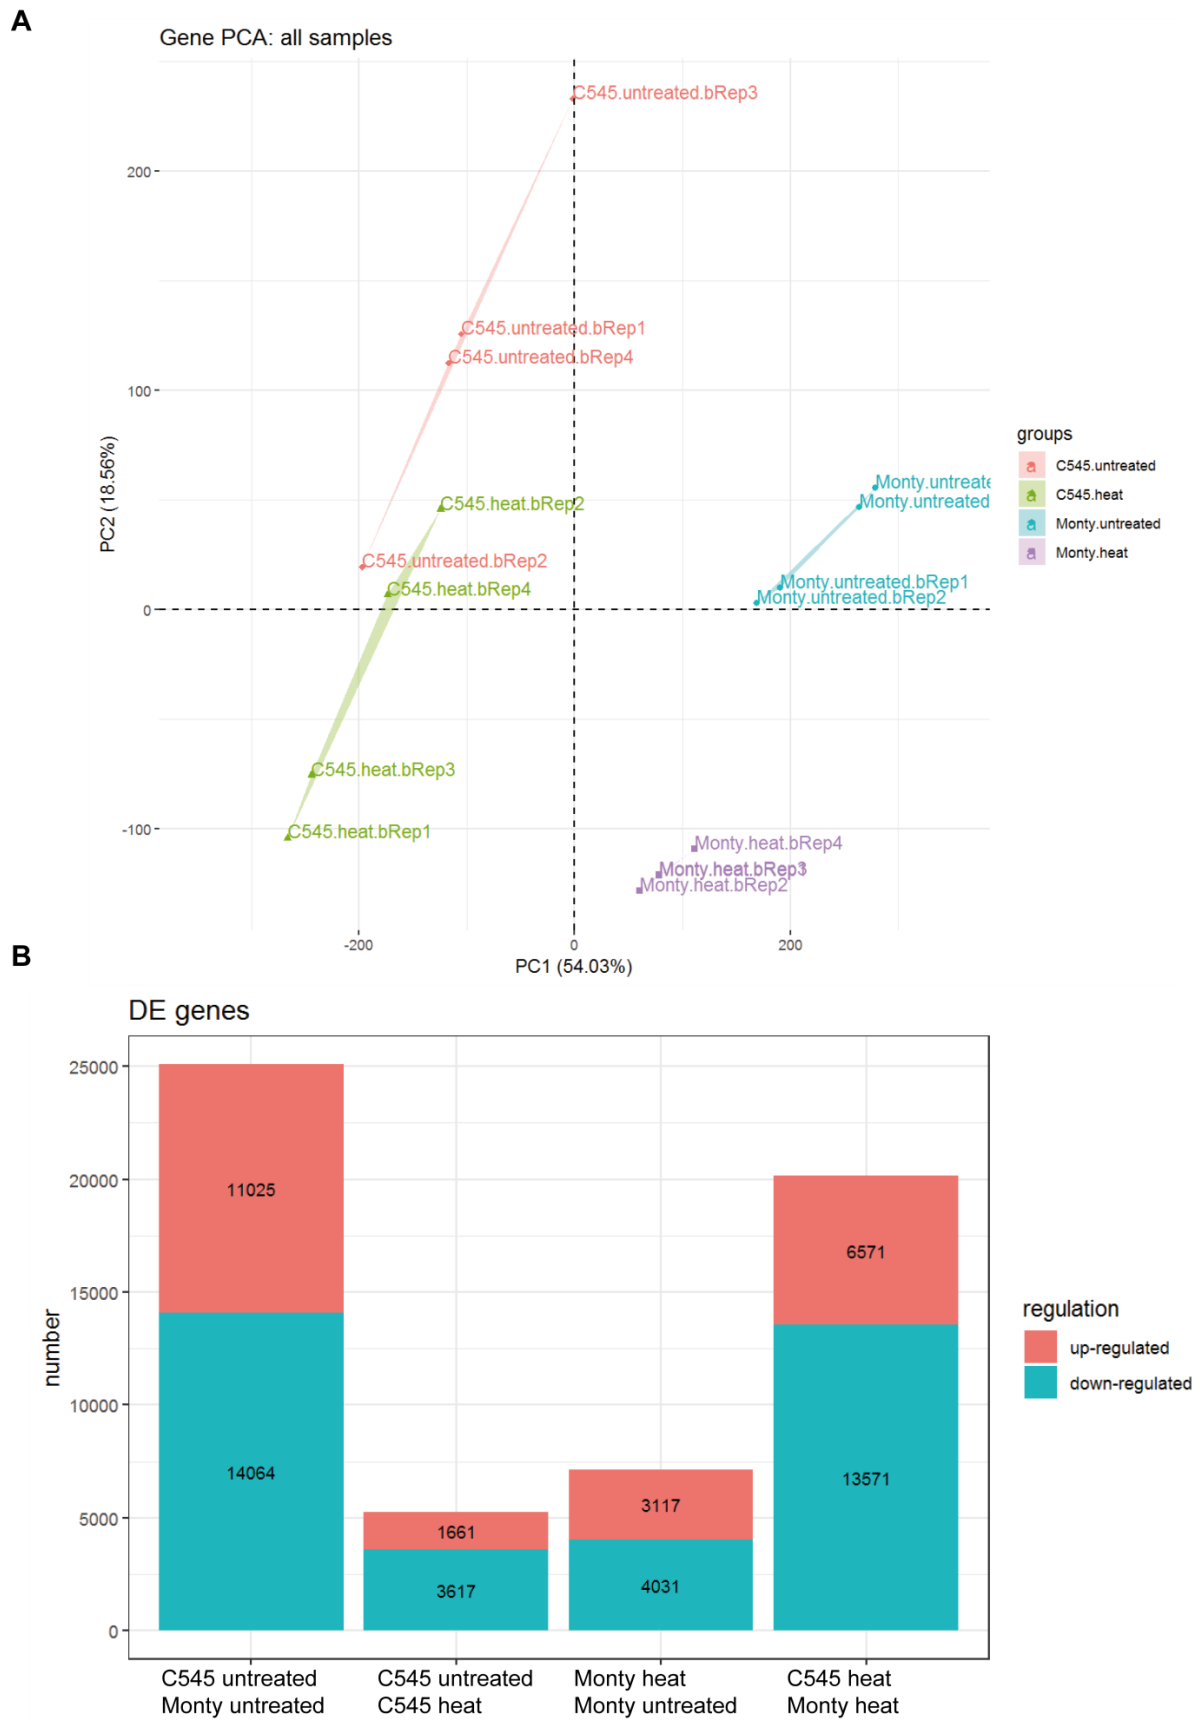 A
Gene PCA: all samples
C545.untreated.bRep3
200
C545.untreated.bRep1
C545.untreated.bRep4
100
PC2 (18.56%)
groups
C545.untreated
C545.heat
Monty.untreated
Monty.heat
Monty.untreate
Monty.untreated
C545.heat.bRep2
C545.untreated.bRep2
C545.heat.bRep4
Monty.untreated.bRep1
Monty.untreated.bRep2
0
C545.heat.bRep3
-100
C545.heat.bRep1
Monty.heat.bRep4
Monty.heat.bRep3
Monty.heat.bRep2
-200
0
200
PC1 (54.03%)
B
DE genes
25000
20000
15000
10000
5000
0
number
11025
14064
1661
3617
3117
4031
6571
13571
regulation
up-regulated
down-regulated
C545 untreated
Monty untreated
C545 untreated
C545 heat
Monty heat
Monty untreated
C545 heat
Monty heat